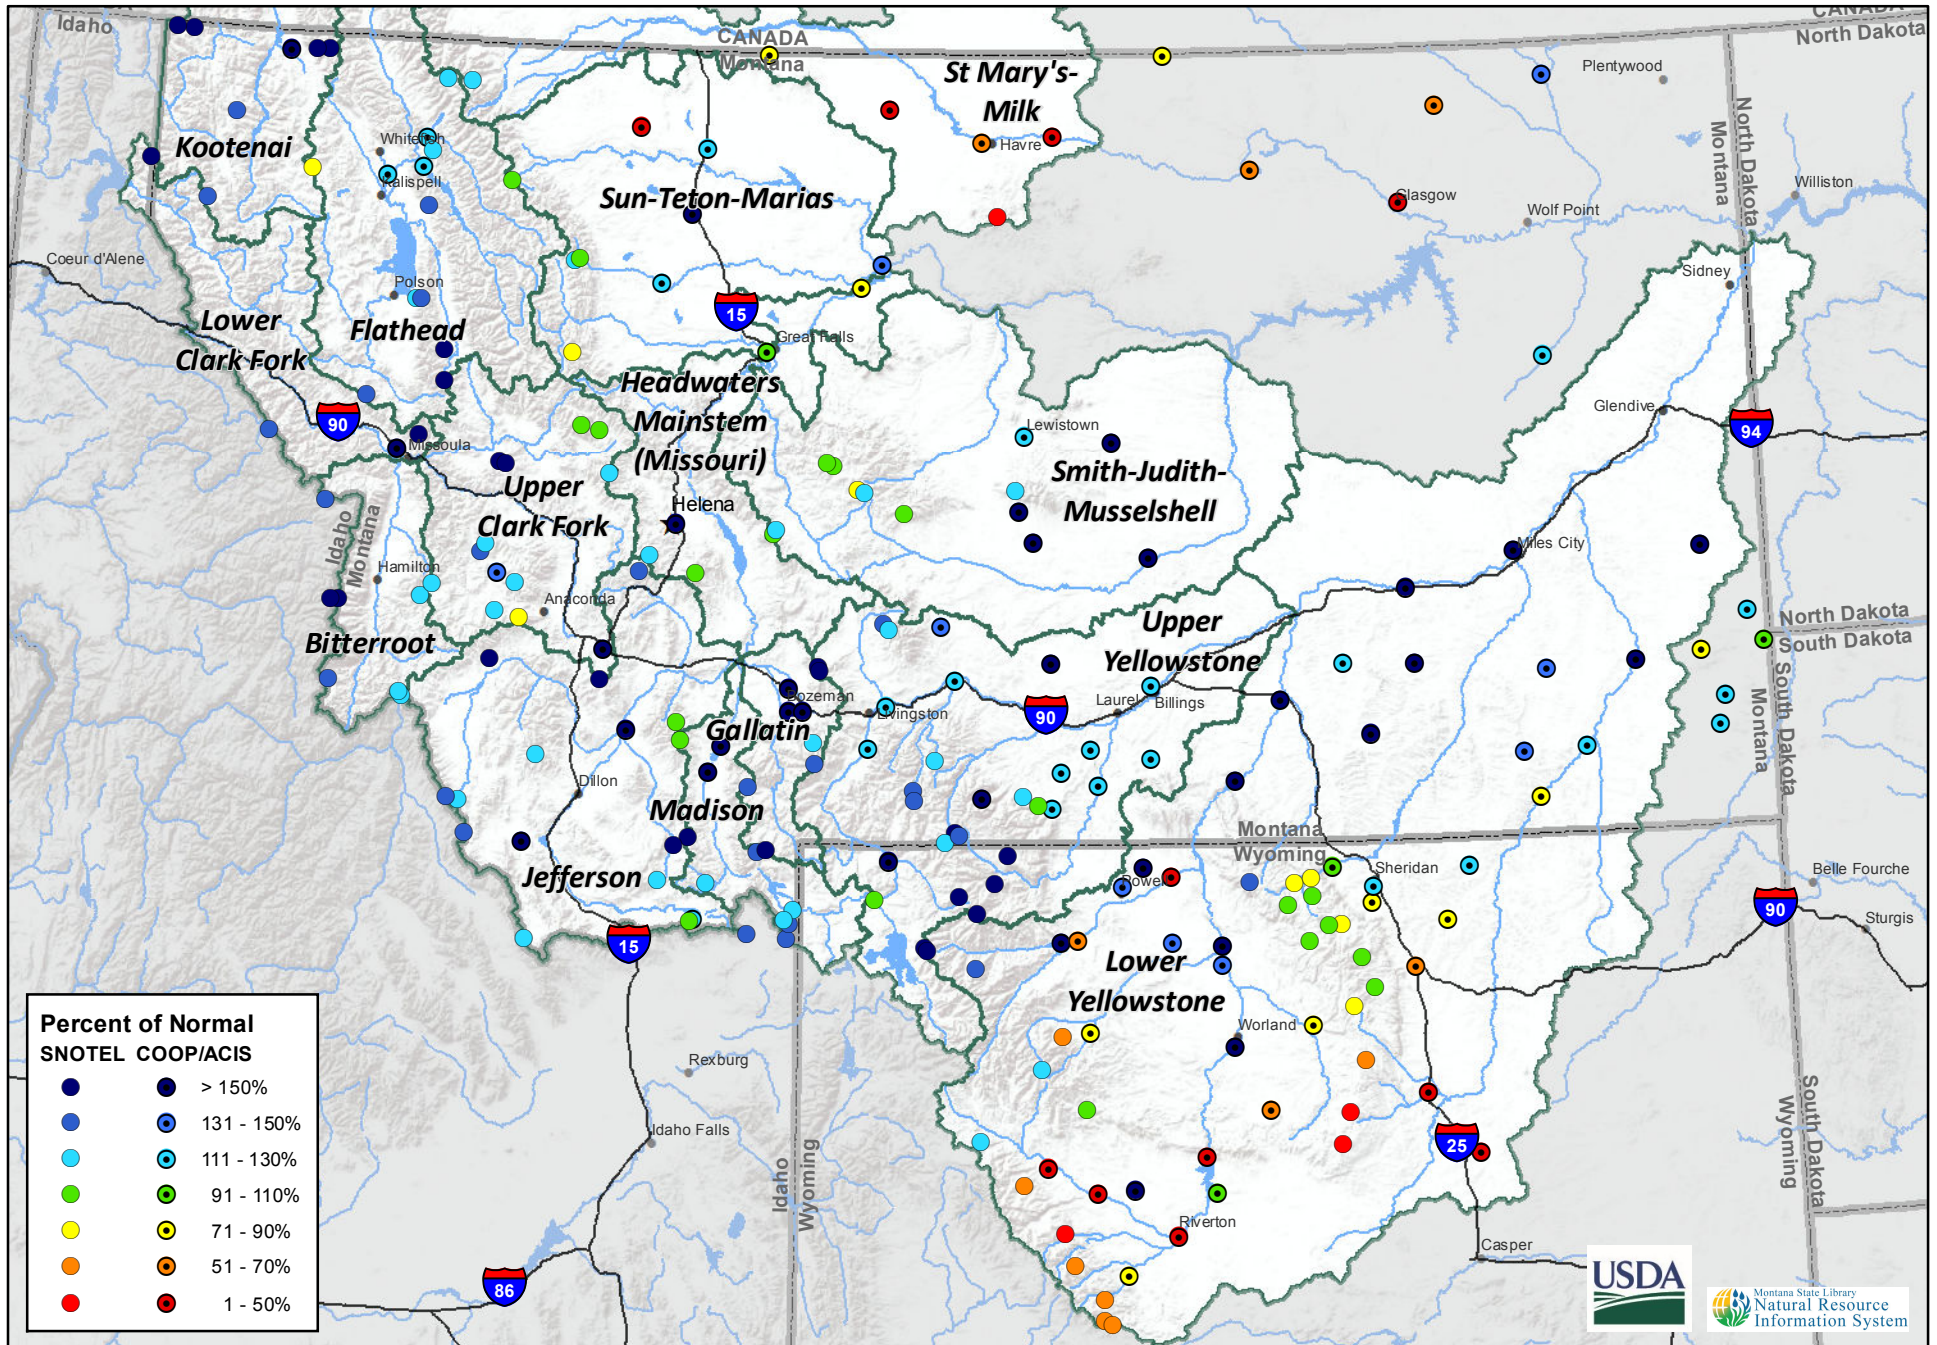 Idaho
CANADA
Montana
CANADA
North Dakota
Plentywood
St Mary's-
Milk
Havre
Kootenai
Whitefish
Kalispell
Sun-Teton-Marias
Glasgow
Wolf Point
North Dakota
Montana
Williston
Coeur d'Alene
Polson
Sidney
Lower
Clark Fork
Flathead
15
Great Falls
Headwaters
Mainstem
(Missouri)
90
Missoula
Lewistown
Glendive
94
Smith-Judith-
Musselshell
Upper
Clark Fork
Helena
Idaho
Montana
Hamilton
Anaconda
Miles City
Bitterroot
Upper
Yellowstone
North Dakota
South Dakota
Bozeman
Livingston
90
Laurel
Billings
Gallatin
South Dakota
Montana
Dillon
Madison
Montana
Wyoming
Jefferson
Powell
Sheridan
Belle Fourche
90
Sturgis
15
Lower
Yellowstone
Worland
Percent of Normal
SNOTEL COOP/ACIS
> 150%
131 - 150%
111 - 130%
91 - 110%
71 - 90%
51 - 70%
1 - 50%
Rexburg
Idaho Falls
Idaho
Wyoming
25
South Dakota
Wyoming
Riverton
Casper
86
USDA
Montana State Library
Natural Resource
Information System